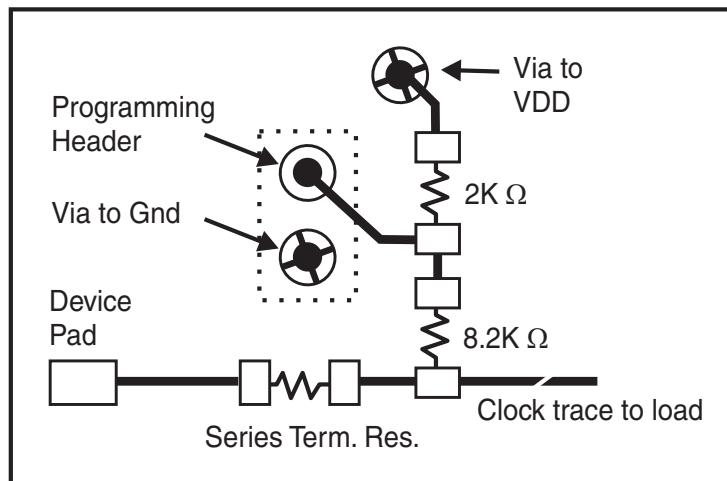 Via to
VDD
Programming
Header
2K Ω
Via to Gnd
Device
Pad
8.2K Ω
Clock trace to load
Series Term. Res.